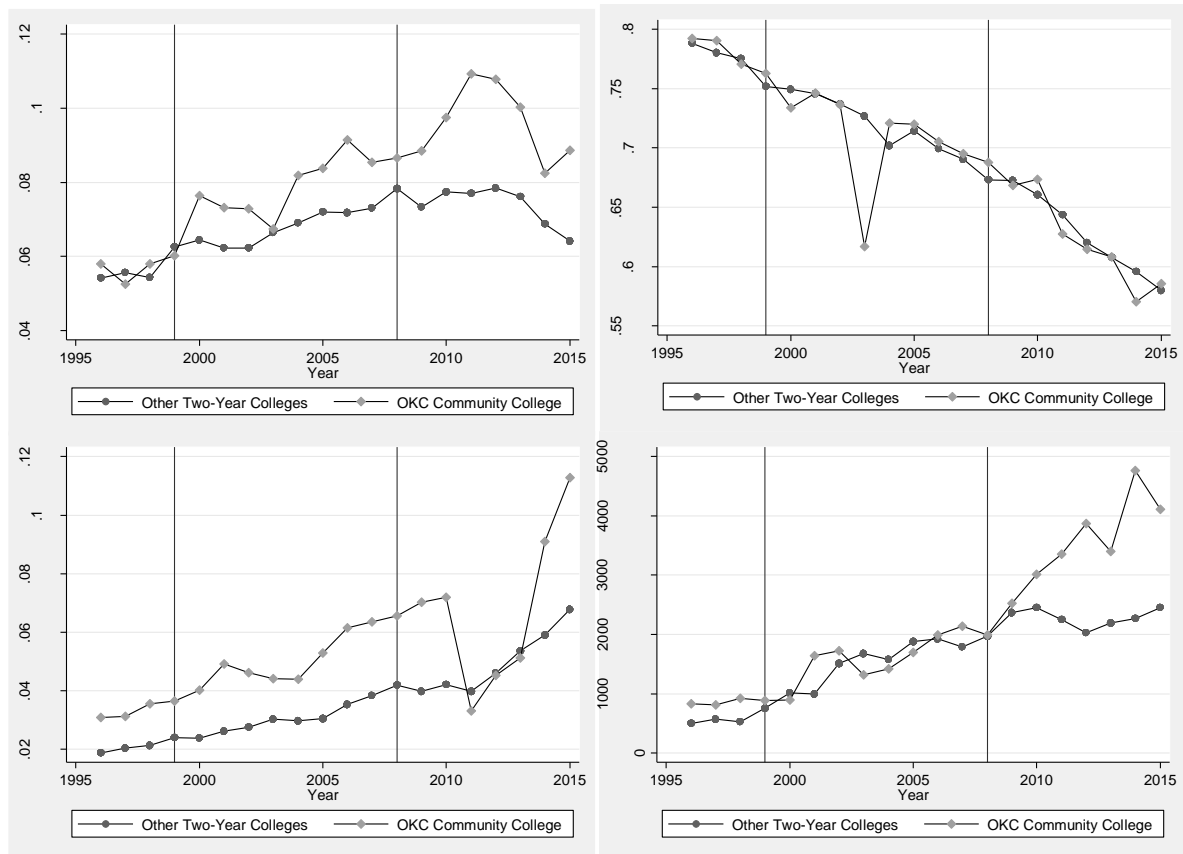 .12
.1
.08
.06
.04
1995 2000 2005 2010 2015
Year
Other Two-Year Colleges OKC Community College
.8
.75
.7
.65
.6
.55
1995 2000 2005 2010 2015
Year
Other Two-Year Colleges OKC Community College
.12
.1
.08
.06
.04
.02
1995 2000 2005 2010 2015
Year
Other Two-Year Colleges OKC Community College
5000
4000
3000
2000
1000
0
1995 2000 2005 2010 2015
Year
Other Two-Year Colleges OKC Community College